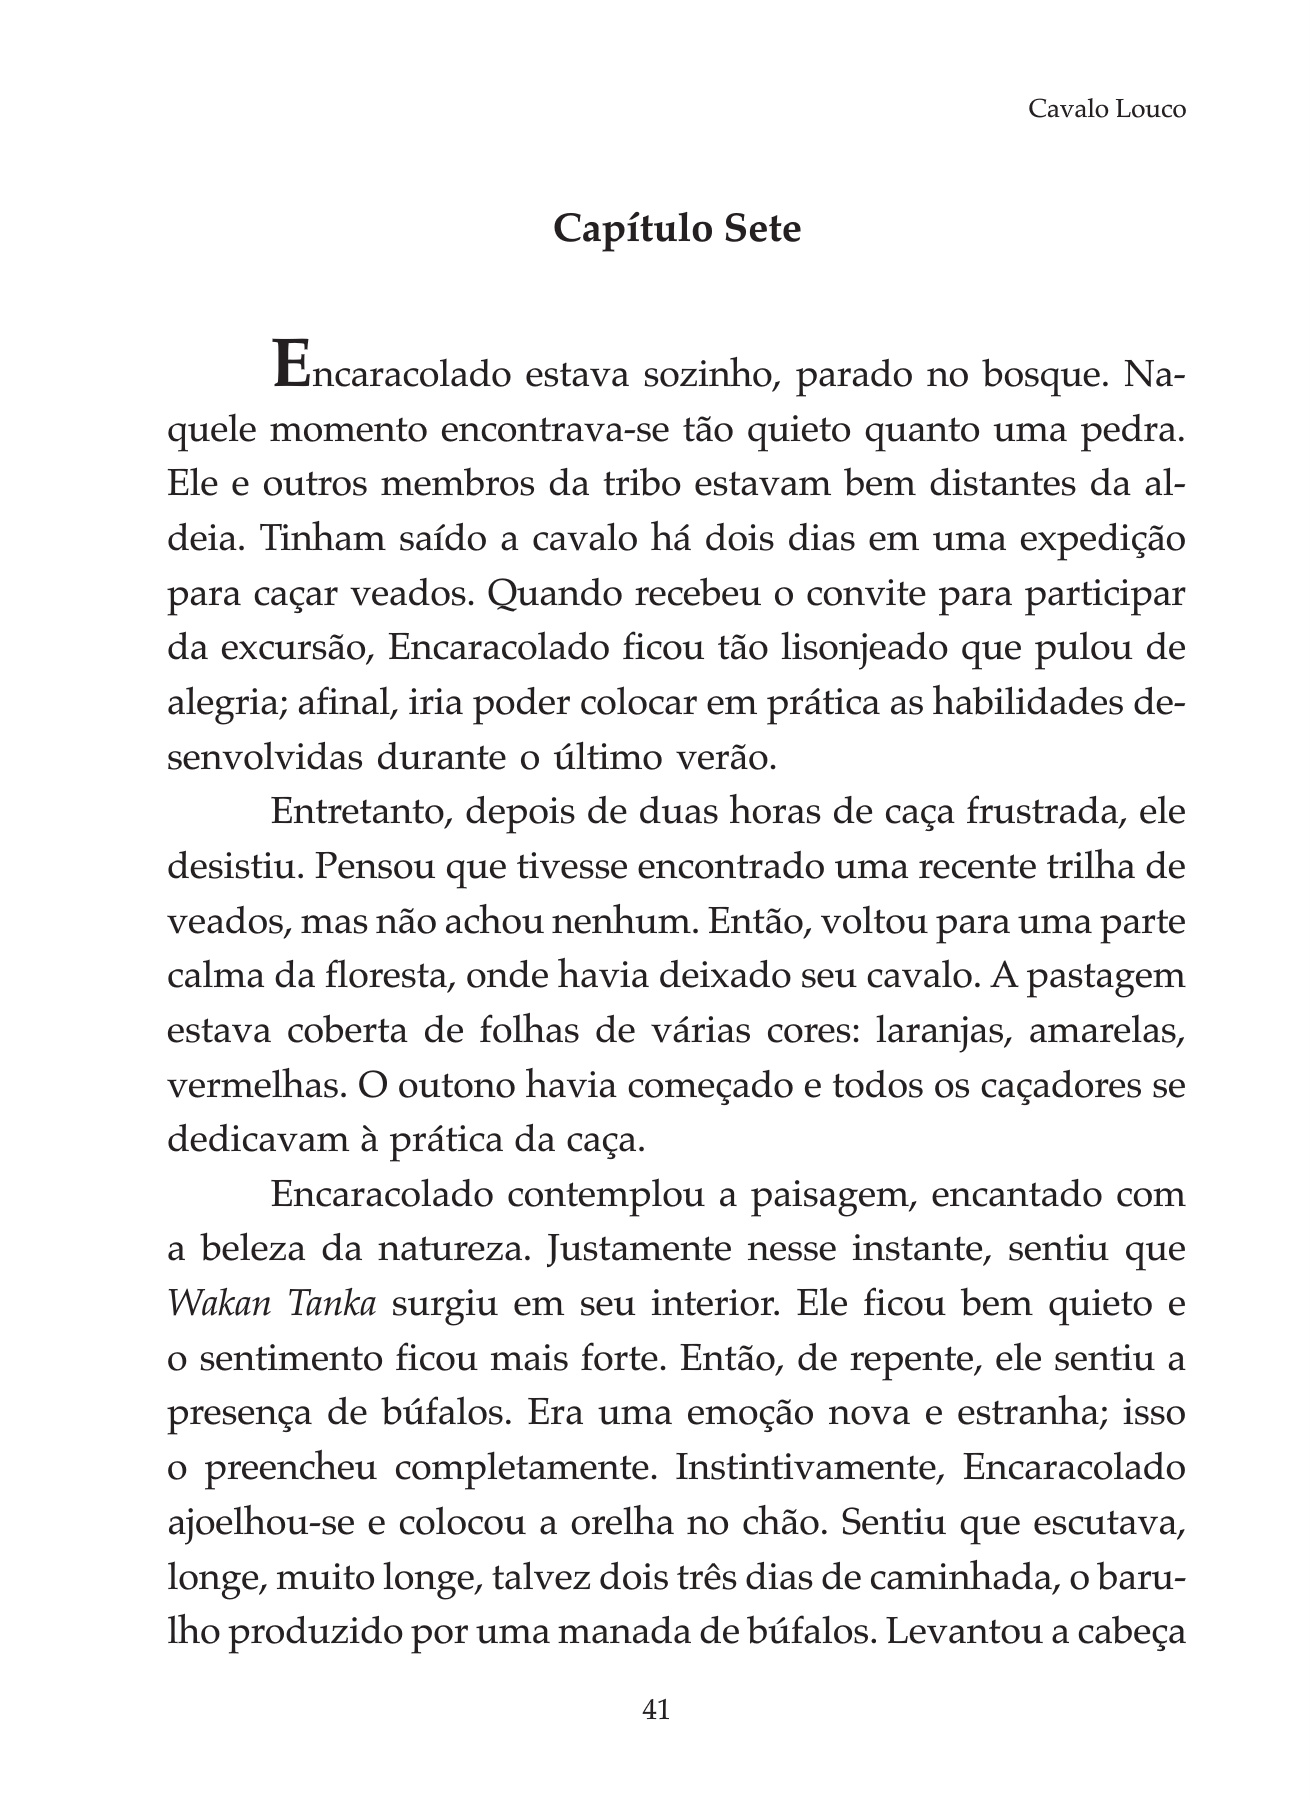 Cavalo Louco
Capítulo Sete
Encaracolado estava sozinho, parado no bosque. Na-
quele momento encontrava-se tão quieto quanto uma pedra.
Ele e outros membros da tribo estavam bem distantes da al-
deia. Tinham saído a cavalo há dois dias em uma expedição
para caçar veados. Quando recebeu o convite para participar
da excursão, Encaracolado ficou tão lisonjeado que pulou de
alegria; afinal, iria poder colocar em prática as habilidades de-
senvolvidas durante o último verão.
Entretanto, depois de duas horas de caça frustrada, ele
desistiu. Pensou que tivesse encontrado uma recente trilha de
veados, mas não achou nenhum. Então, voltou para uma parte
calma da floresta, onde havia deixado seu cavalo. A pastagem
estava coberta de folhas de várias cores: laranjas, amarelas,
vermelhas. O outono havia começado e todos os caçadores se
dedicavam à prática da caça.
Encaracolado contemplou a paisagem, encantado com
a beleza da natureza. Justamente nesse instante, sentiu que
Wakan Tanka surgiu em seu interior. Ele ficou bem quieto e
o sentimento ficou mais forte. Então, de repente, ele sentiu a
presença de búfalos. Era uma emoção nova e estranha; isso
o preencheu completamente. Instintivamente, Encaracolado
ajoelhou-se e colocou a orelha no chão. Sentiu que escutava,
longe, muito longe, talvez dois três dias de caminhada, o baru-
lho produzido por uma manada de búfalos. Levantou a cabeça
41